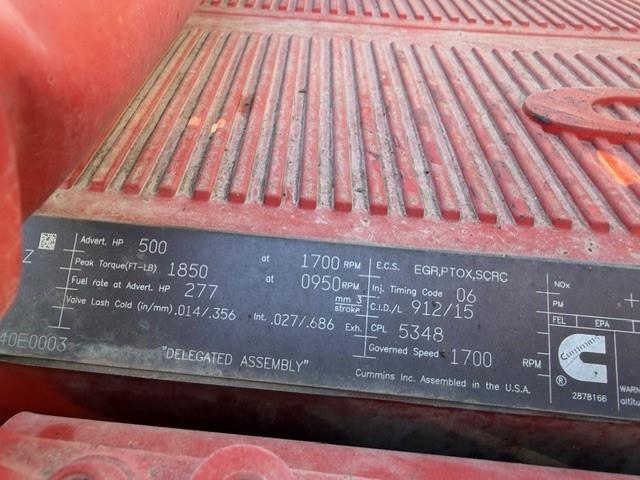 Advert. HP 500 at 1700 RPM
Peak Torque(FT-LB) 1850 at 0950 RPM
Fuel rate at Advert. HP 277 mm 3 stroke
Valve Lash Cold (in/mm) .014/.356 Int. .027/.686 Exh.
Z
40E0003
"DELEGATED ASSEMBLY"
E.C.S. EGR,PTOX,SCRC
Inj. Timing Code 06
C.I.D./L 912/15
CPL 5348
Governed Speed 1700 RPM
Cummins Inc. Assembled in the U.S.A.
NOx
PM
FEL EPA
Cummins
®
2878166
WARN
altitu